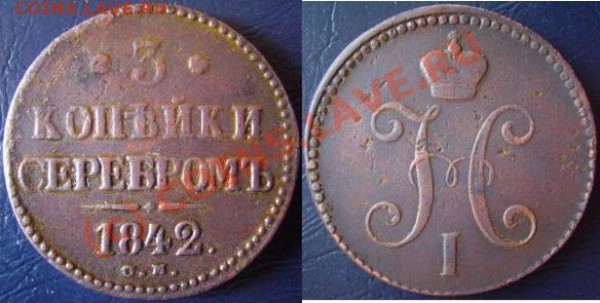 COINS.LAVE.RU
3
КОПѢЙКИ
СЕРЕБРОМЪ
1842.
С.М.
Н
I
COINS.LAVE.RU